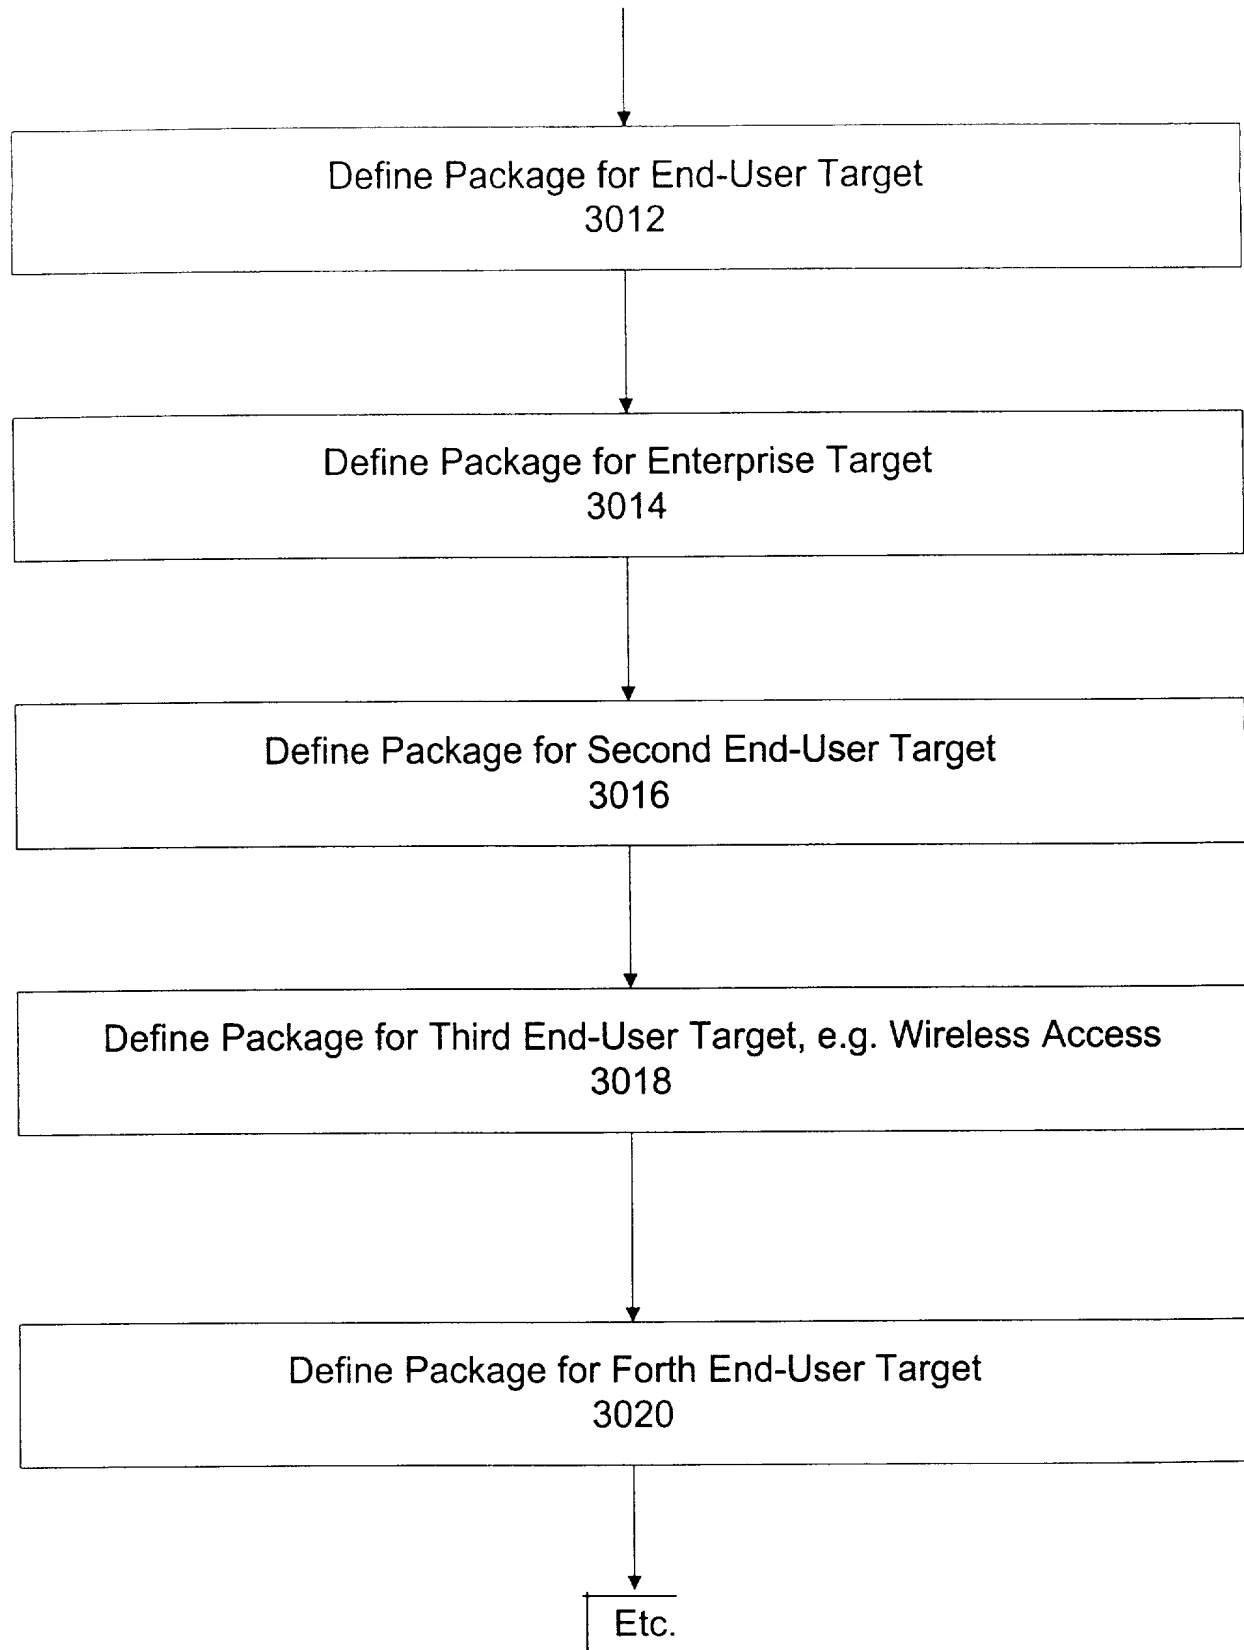 Define Package for End-User Target
3012
Define Package for Enterprise Target
3014
Define Package for Second End-User Target
3016
Define Package for Third End-User Target, e.g. Wireless Access
3018
Define Package for Forth End-User Target
3020
Etc.